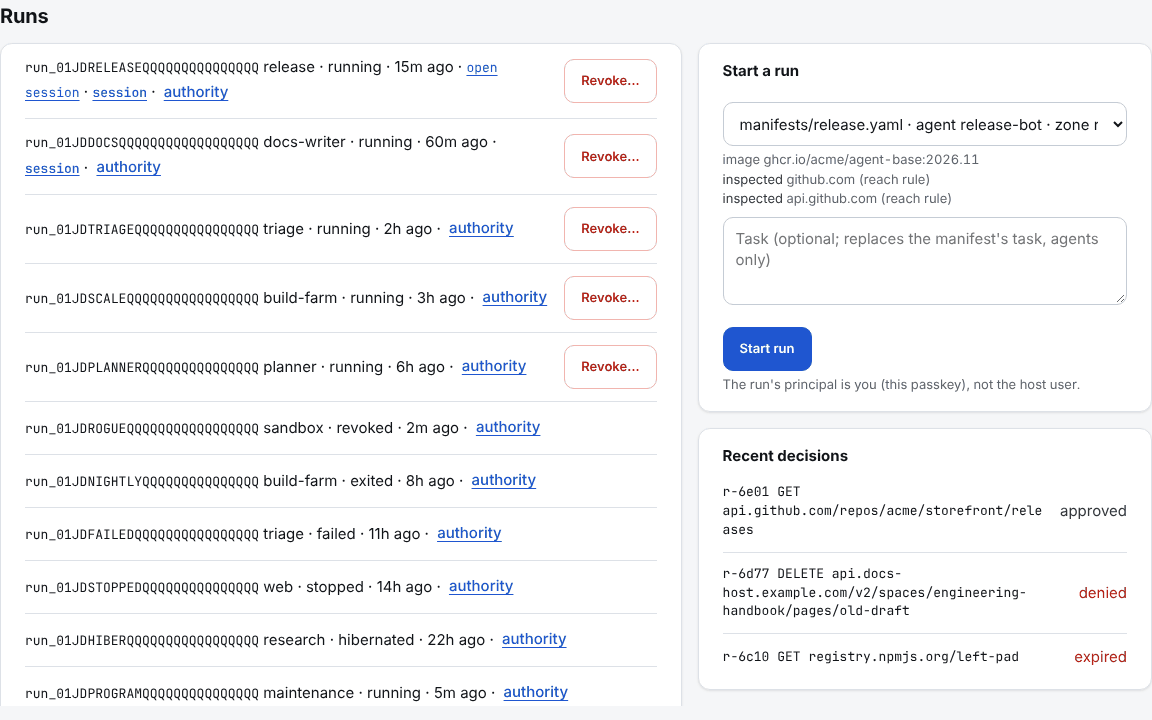 Runs
run_01JDRELEASEQQQQQQQQQQQQQQQ release · running · 15m ago · open
session · session · authority
Revoke…
run_01JDDOCSQQQQQQQQQQQQQQQQQQ docs-writer · running · 60m ago ·
session · authority
Revoke…
run_01JDTRIAGEQQQQQQQQQQQQQQQQ triage · running · 2h ago · authority
Revoke…
run_01JDSCALEQQQQQQQQQQQQQQQQQ build-farm · running · 3h ago · authority
Revoke…
run_01JDPLANNERQQQQQQQQQQQQQQQ planner · running · 6h ago · authority
Revoke…
run_01JDROGUEQQQQQQQQQQQQQQQQQ sandbox · revoked · 2m ago · authority
run_01JDNIGHTLYQQQQQQQQQQQQQQQ build-farm · exited · 8h ago · authority
run_01JDFAILEDQQQQQQQQQQQQQQQQ triage · failed · 11h ago · authority
run_01JDSTOPPEDQQQQQQQQQQQQQQQ web · stopped · 14h ago · authority
run_01JDHIBERQQQQQQQQQQQQQQQQQ research · hibernated · 22h ago · authority
run_01JDPROGRAMQQQQQQQQQQQQQQQ maintenance · running · 5m ago · authority
Start a run
manifests/release.yaml · agent release-bot · zone r
image ghcr.io/acme/agent-base:2026.11
inspected github.com (reach rule)
inspected api.github.com (reach rule)
Task (optional; replaces the manifest's task, agents
only)
Start run
The run's principal is you (this passkey), not the host user.
Recent decisions
r-6e01 GET
api.github.com/repos/acme/storefront/rele
ases
approved
r-6d77 DELETE api.docs-
host.example.com/v2/spaces/engineering-
handbook/pages/old-draft
denied
r-6c10 GET registry.npmjs.org/left-pad
expired